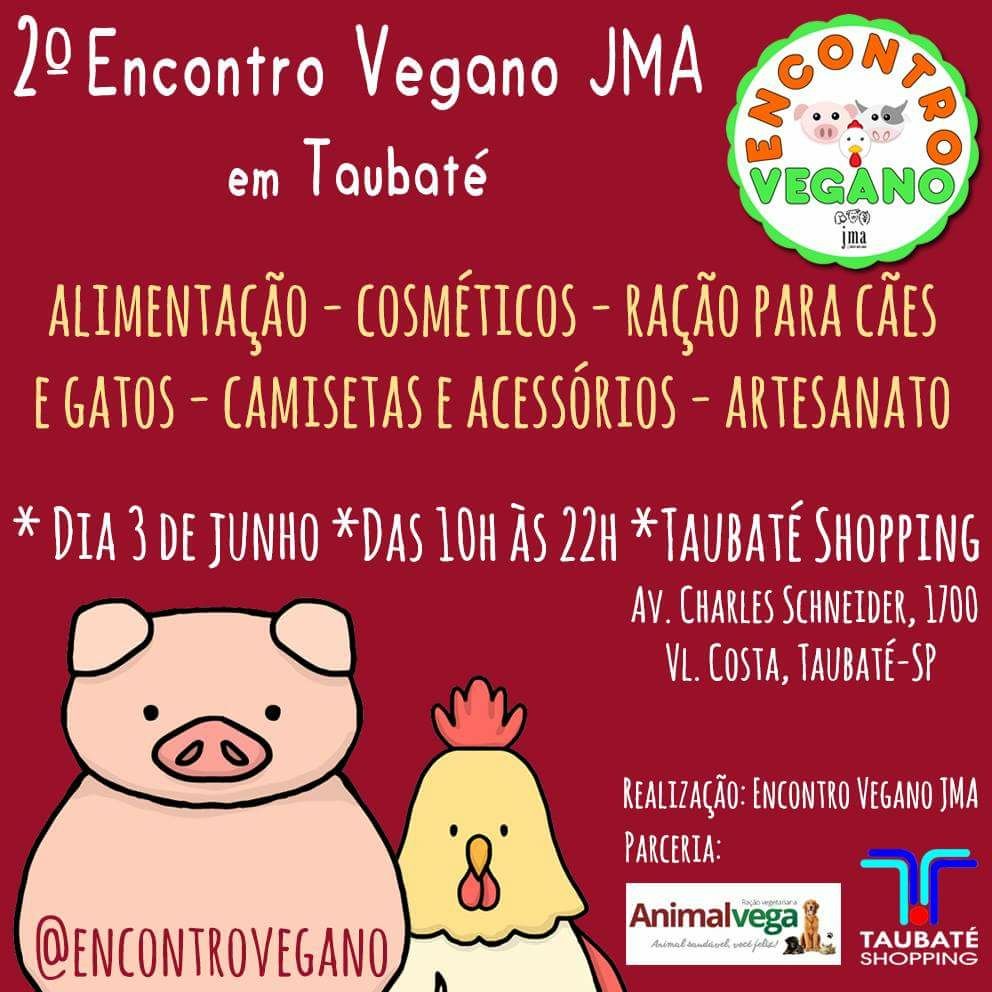 2º Encontro Vegano JMA
em Taubaté
ENCONTRO
VEGANO
jma
ALIMENTAÇÃO - COSMÉTICOS - RAÇÃO PARA CÃES
E GATOS - CAMISETAS E ACESSÓRIOS - ARTESANATO
* DIA 3 DE JUNHO *DAS 10H ÀS 22H *TAUBATÉ SHOPPING
AV. CHARLES SCHNEIDER, 1700
VL. COSTA, TAUBATÉ-SP
REALIZAÇÃO: ENCONTRO VEGANO JMA
PARCERIA:
Ração vegetariana
Animalvega
Animal saudável, você feliz!
TAUBATÉ
SHOPPING
@ENCONTROVEGANO